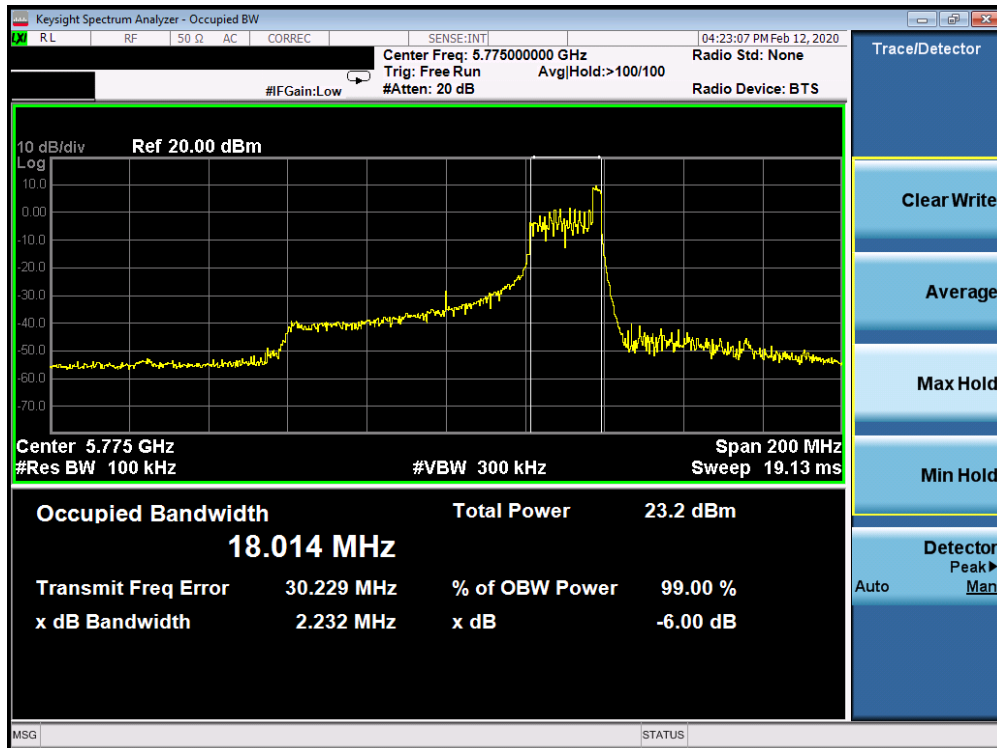 Keysight Spectrum Analyzer - Occupied BW
LXI RL RF 50 Ω AC CORREC SENSE:INT 04:23:07 PM Feb 12, 2020
Center Freq: 5.775000000 GHz Radio Std: None
Trig: Free Run Avg|Hold:>100/100
#IFGain:Low #Atten: 20 dB Radio Device: BTS
10 dB/div Ref 20.00 dBm
Log
10.0
0.00
-10.0
-20.0
-30.0
-40.0
-50.0
-60.0
-70.0
Center 5.775 GHz Span 200 MHz
#Res BW 100 kHz #VBW 300 kHz Sweep 19.13 ms
Occupied Bandwidth Total Power 23.2 dBm
18.014 MHz
Transmit Freq Error 30.229 MHz % of OBW Power 99.00 %
x dB Bandwidth 2.232 MHz x dB -6.00 dB
MSG STATUS
Trace/Detector
Clear Write
Average
Max Hold
Min Hold
Detector
Peak▶
Auto Man